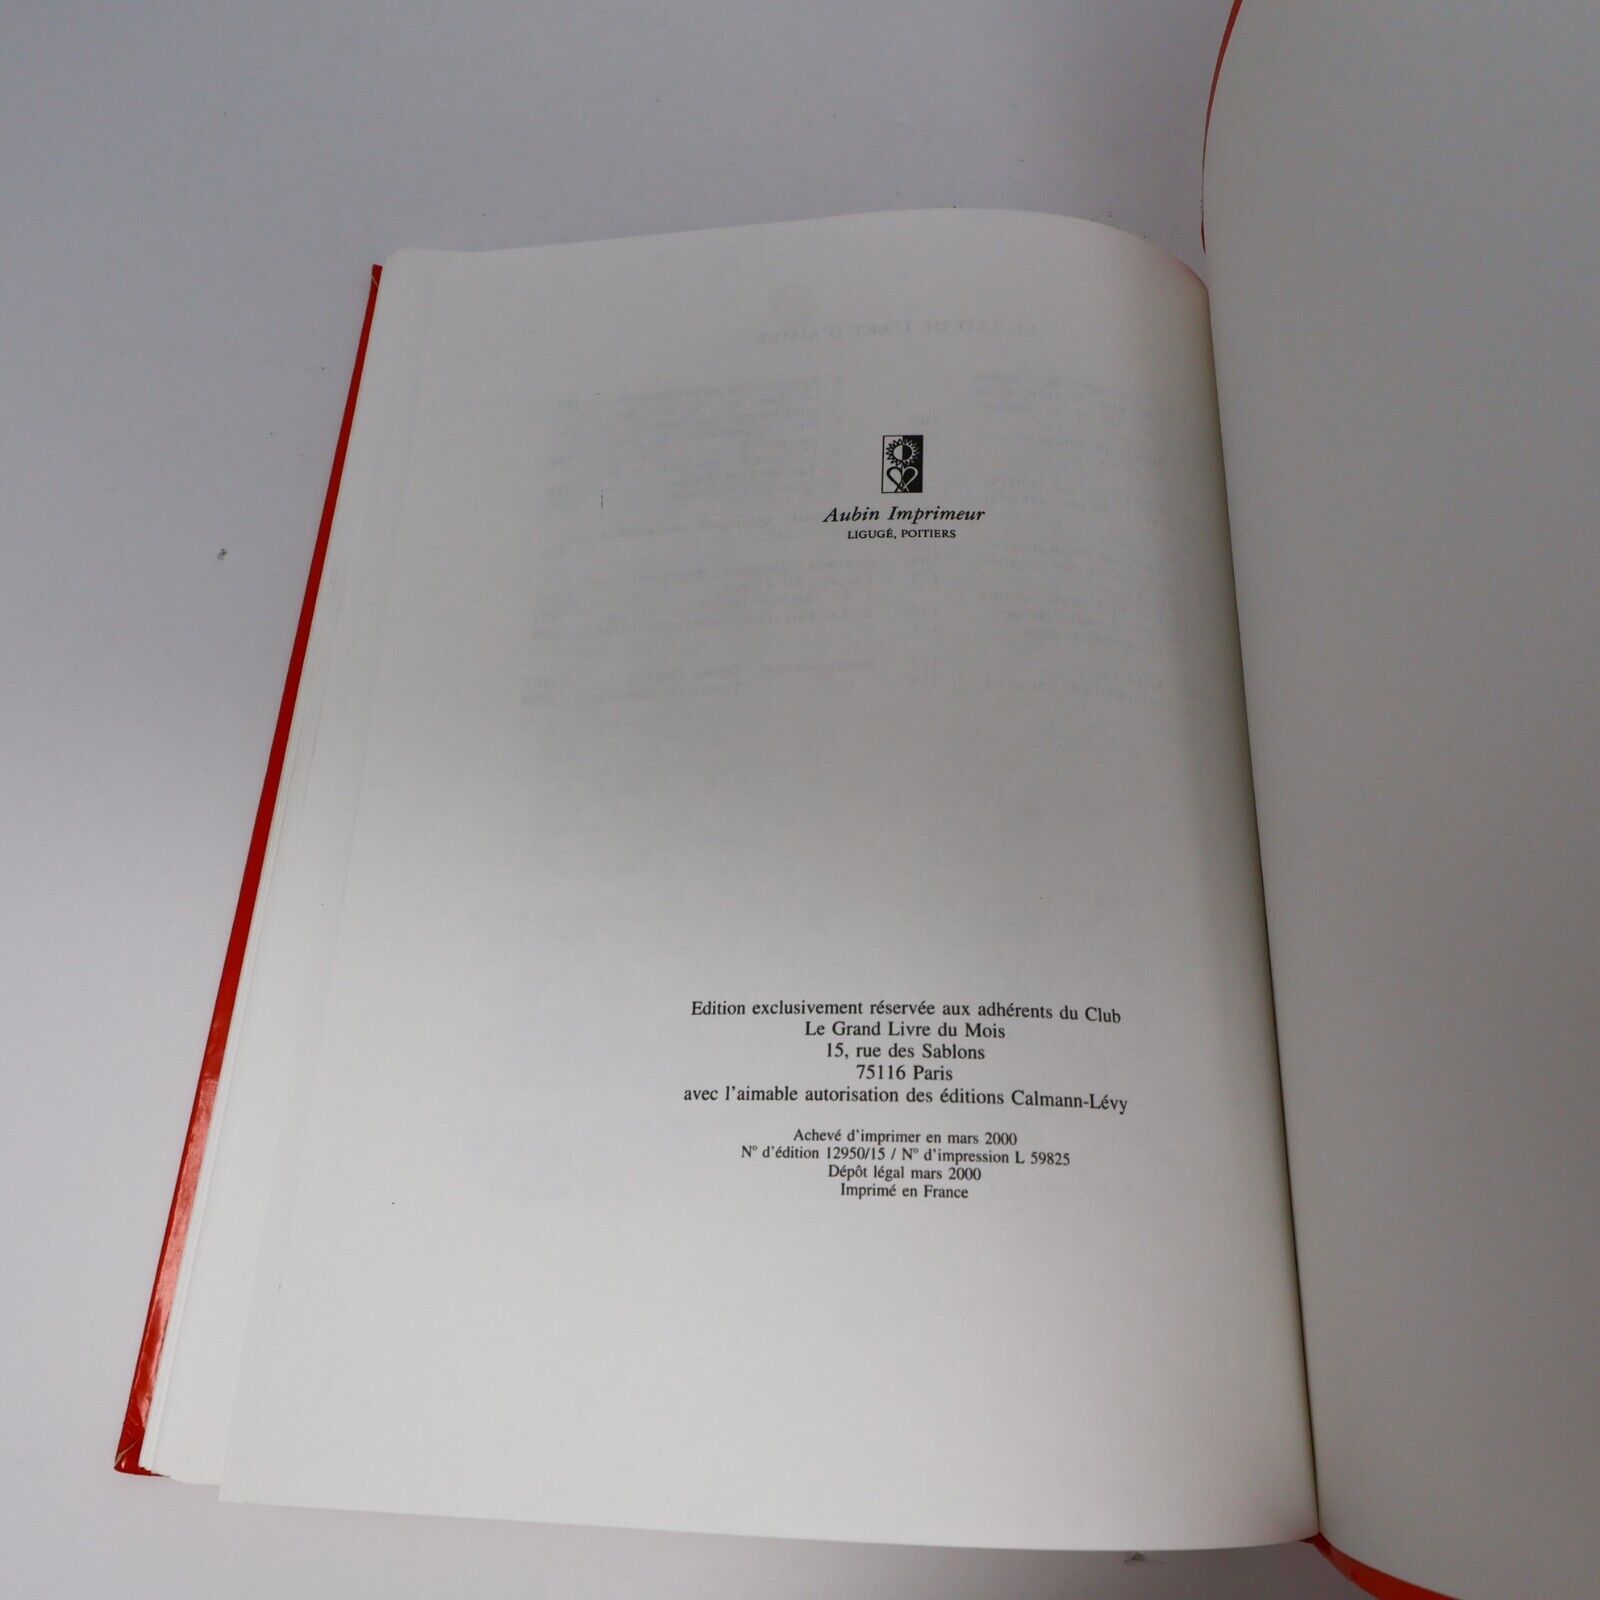 Aubin Imprimeur
LIGUGÉ, POITIERS
Edition exclusivement réservée aux adhérents du Club
Le Grand Livre du Mois
15, rue des Sablons
75116 Paris
avec l'aimable autorisation des éditions Calmann-Lévy
Achevé d'imprimer en mars 2000
N° d'édition 12950/15 / N° d'impression L 59825
Dépôt légal mars 2000
Imprimé en France